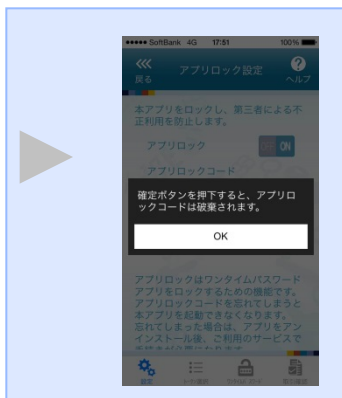 ●●●●● SoftBank 4G 17:51 100%
戻る アプリロック設定 ? ヘルプ
本アプリをロックし、第三者による不
正利用を防止します。
アプリロック OFF ON
アプリロックコード
確定ボタンを押下すると、アプリロ
ックコードは破棄されます。
OK
アプリロックはワンタイムパスワード
アプリをロックするための機能です。
アプリロックコードを忘れてしまうと
本アプリを起動できなくなります。
忘れてしまった場合は、アプリをアン
インストール後、ご利用のサービスで
設定